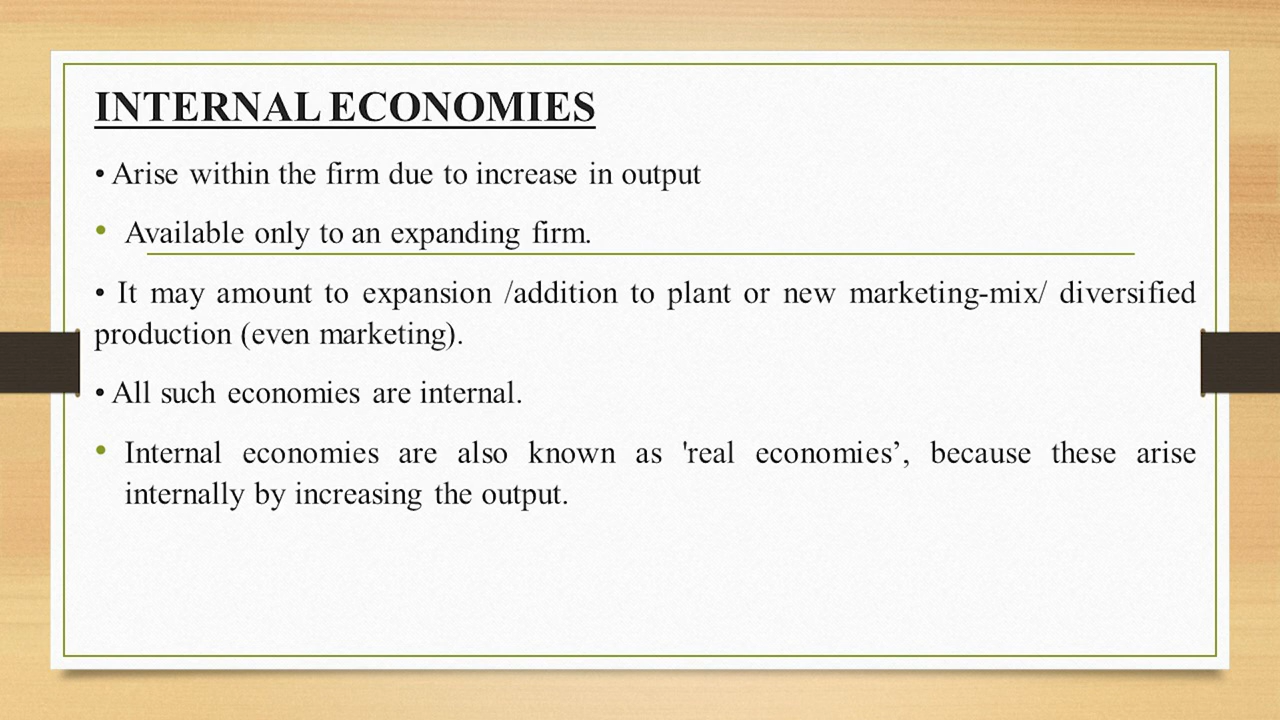 INTERNAL ECONOMIES
• Arise within the firm due to increase in output
• Available only to an expanding firm.
• It may amount to expansion /addition to plant or new marketing-mix/ diversified
production (even marketing).
• All such economies are internal.
• Internal economies are also known as 'real economies’, because these arise
internally by increasing the output.